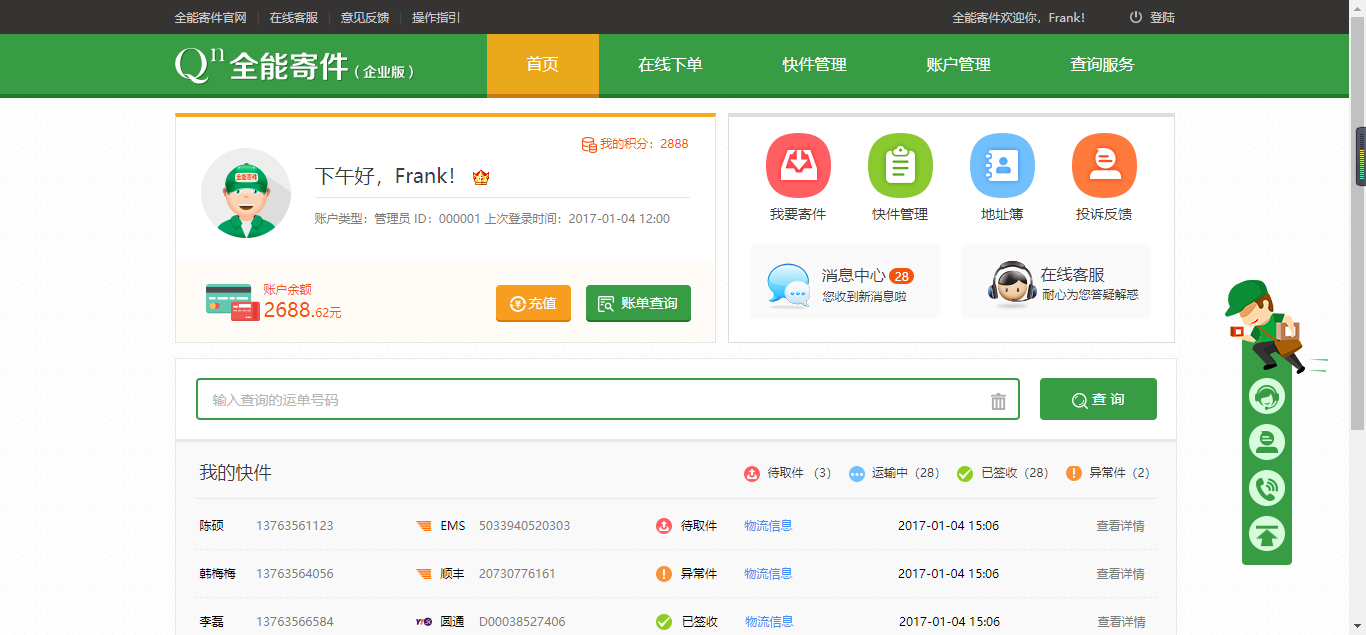 全能寄件官网 在线客服 意见反馈 操作指引 全能寄件欢迎你，Frank! 登陆
Qn 全能寄件（企业版） 首页 在线下单 快件管理 账户管理 查询服务
我的积分：2888
全能寄件
下午好，Frank!
账户类型：管理员 ID：000001 上次登录时间：2017-01-04 12:00
账户余额
2688.62元
充值 账单查询
我要寄件 快件管理 地址簿 投诉反馈
消息中心 28
您收到新消息啦
在线客服
耐心为您答疑解惑
输入查询的运单号码 查 询
我的快件 待取件 （3） 运输中（28） 已签收（28） 异常件（2）
陈硕 13763561123 EMS 5033940520303 待取件 物流信息 2017-01-04 15:06 查看详情
韩梅梅 13763564056 顺丰 20730776161 异常件 物流信息 2017-01-04 15:06 查看详情
李磊 13763566584 YTO 圆通 D00038527406 已签收 物流信息 2017-01-04 15:06 查看详情